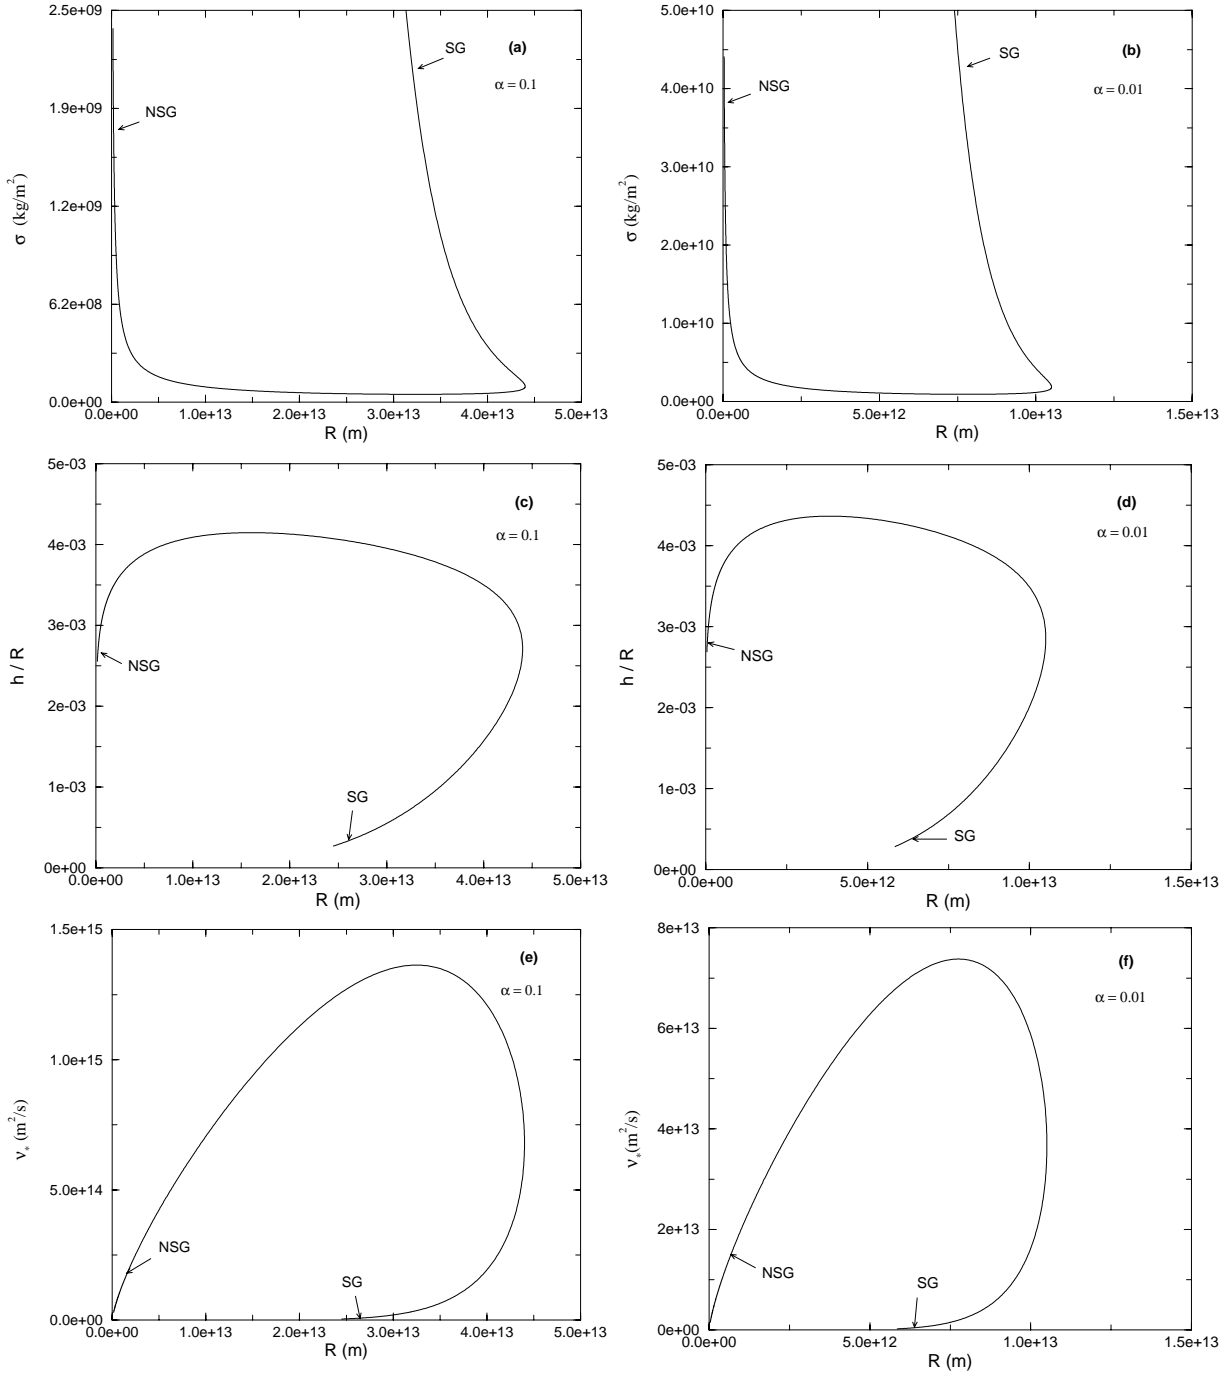 2.5e+09
1.9e+09
1.2e+09
6.2e+08
0.0e+00
σ (kg/m²)
(a)
α = 0.1
SG
NSG
0.0e+00 1.0e+13 2.0e+13 3.0e+13 4.0e+13 5.0e+13
R (m)
5.0e+10
4.0e+10
3.0e+10
2.0e+10
1.0e+10
0.0e+00
σ (kg/m²)
(b)
α = 0.01
SG
NSG
0.0e+00 5.0e+12 1.0e+13 1.5e+13
R (m)
5e-03
4e-03
3e-03
2e-03
1e-03
0e+00
h / R
(c)
α = 0.1
NSG
SG
0.0e+00 1.0e+13 2.0e+13 3.0e+13 4.0e+13 5.0e+13
R (m)
5e-03
4e-03
3e-03
2e-03
1e-03
0e+00
h / R
(d)
α = 0.01
NSG
SG
0.0e+00 5.0e+12 1.0e+13 1.5e+13
R (m)
1.5e+15
1.0e+15
5.0e+14
0.0e+00
ν* (m²/s)
(e)
α = 0.1
NSG
SG
0.0e+00 1.0e+13 2.0e+13 3.0e+13 4.0e+13 5.0e+13
R (m)
8e+13
6e+13
4e+13
2e+13
0e+00
ν*(m²/s)
(f)
α = 0.01
NSG
SG
0.0e+00 5.0e+12 1.0e+13 1.5e+13
R (m)